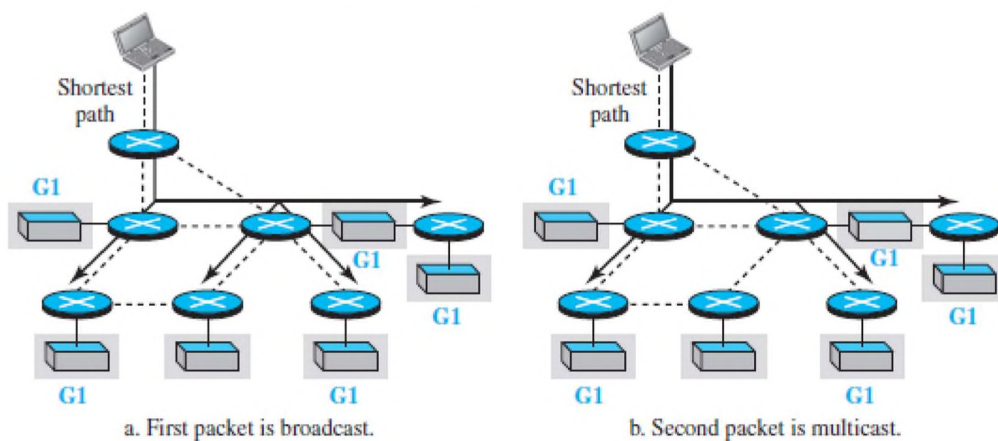 Shortest
path
G1
G1
G1
G1
G1
a. First packet is broadcast.
Shortest
path
G1
G1
G1
G1
G1
b. Second packet is multicast.